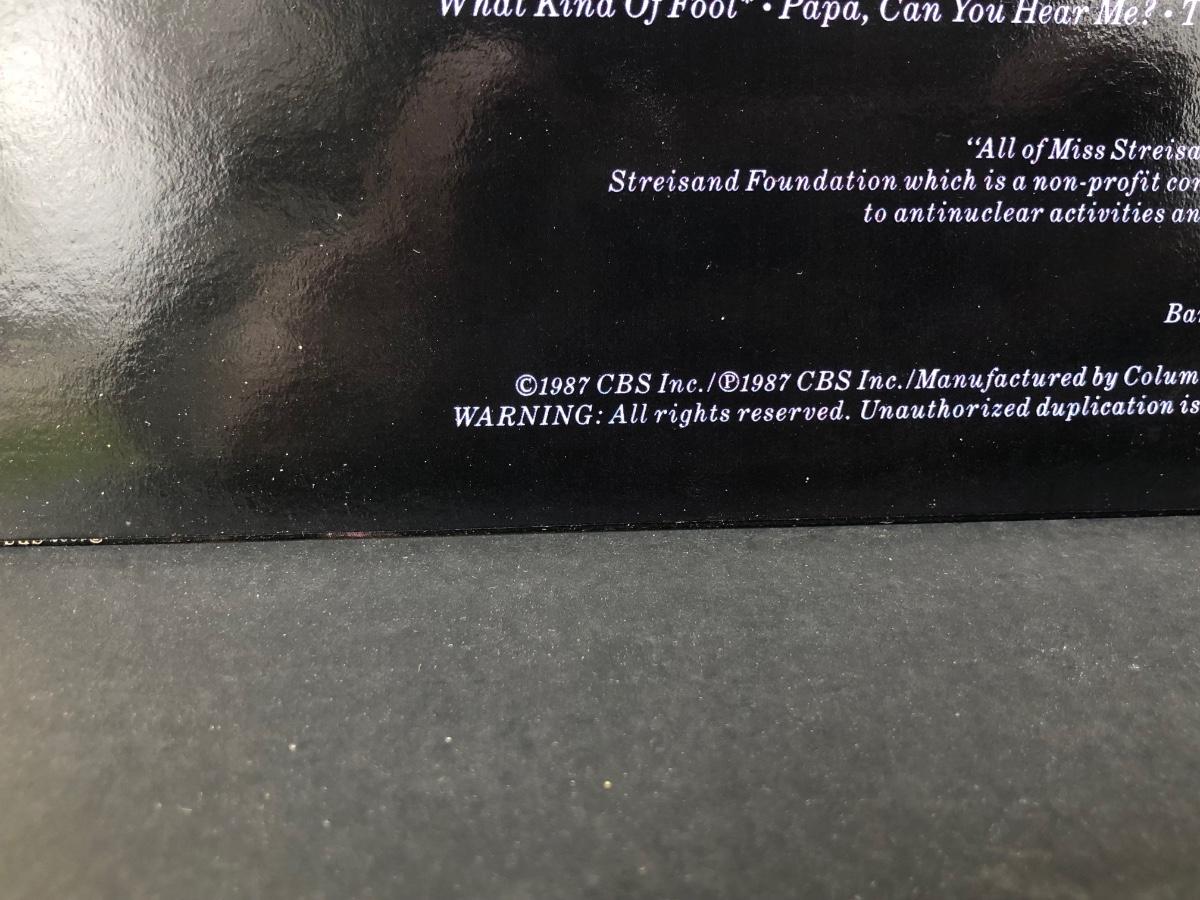 What Kind Of Fool* • Papa, Can You Hear Me? • T
“All of Miss Streisa
Streisand Foundation which is a non-profit cor
to antinuclear activities an
Bar
©1987 CBS Inc./℗1987 CBS Inc./Manufactured by Colum
WARNING: All rights reserved. Unauthorized duplication is